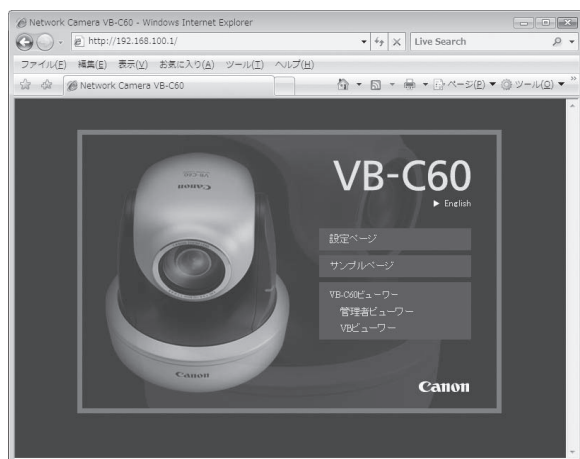 Network Camera VB-C60 - Windows Internet Explorer
http://192.168.100.1/
Live Search
ファイル(F) 編集(E) 表示(V) お気に入り(A) ツール(T) ヘルプ(H)
Network Camera VB-C60
ページ(P) ツール(O)
VB-C60
▶ English
設定ページ
サンプルページ
VB-C60ビューワー
管理者ビューワー
VBビューワー
Canon
Canon
Canon